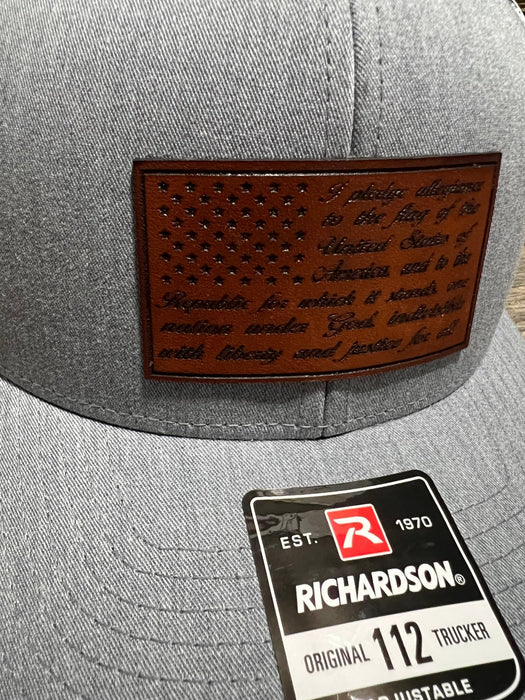 I pledge allegiance
to the flag of the
United States of
America, and to the
Republic for which it stands, one
nation under God, indivisible
with liberty and justice for all
EST. R 1970
RICHARDSON®
ORIGINAL 112 TRUCKER
JUSTABLE